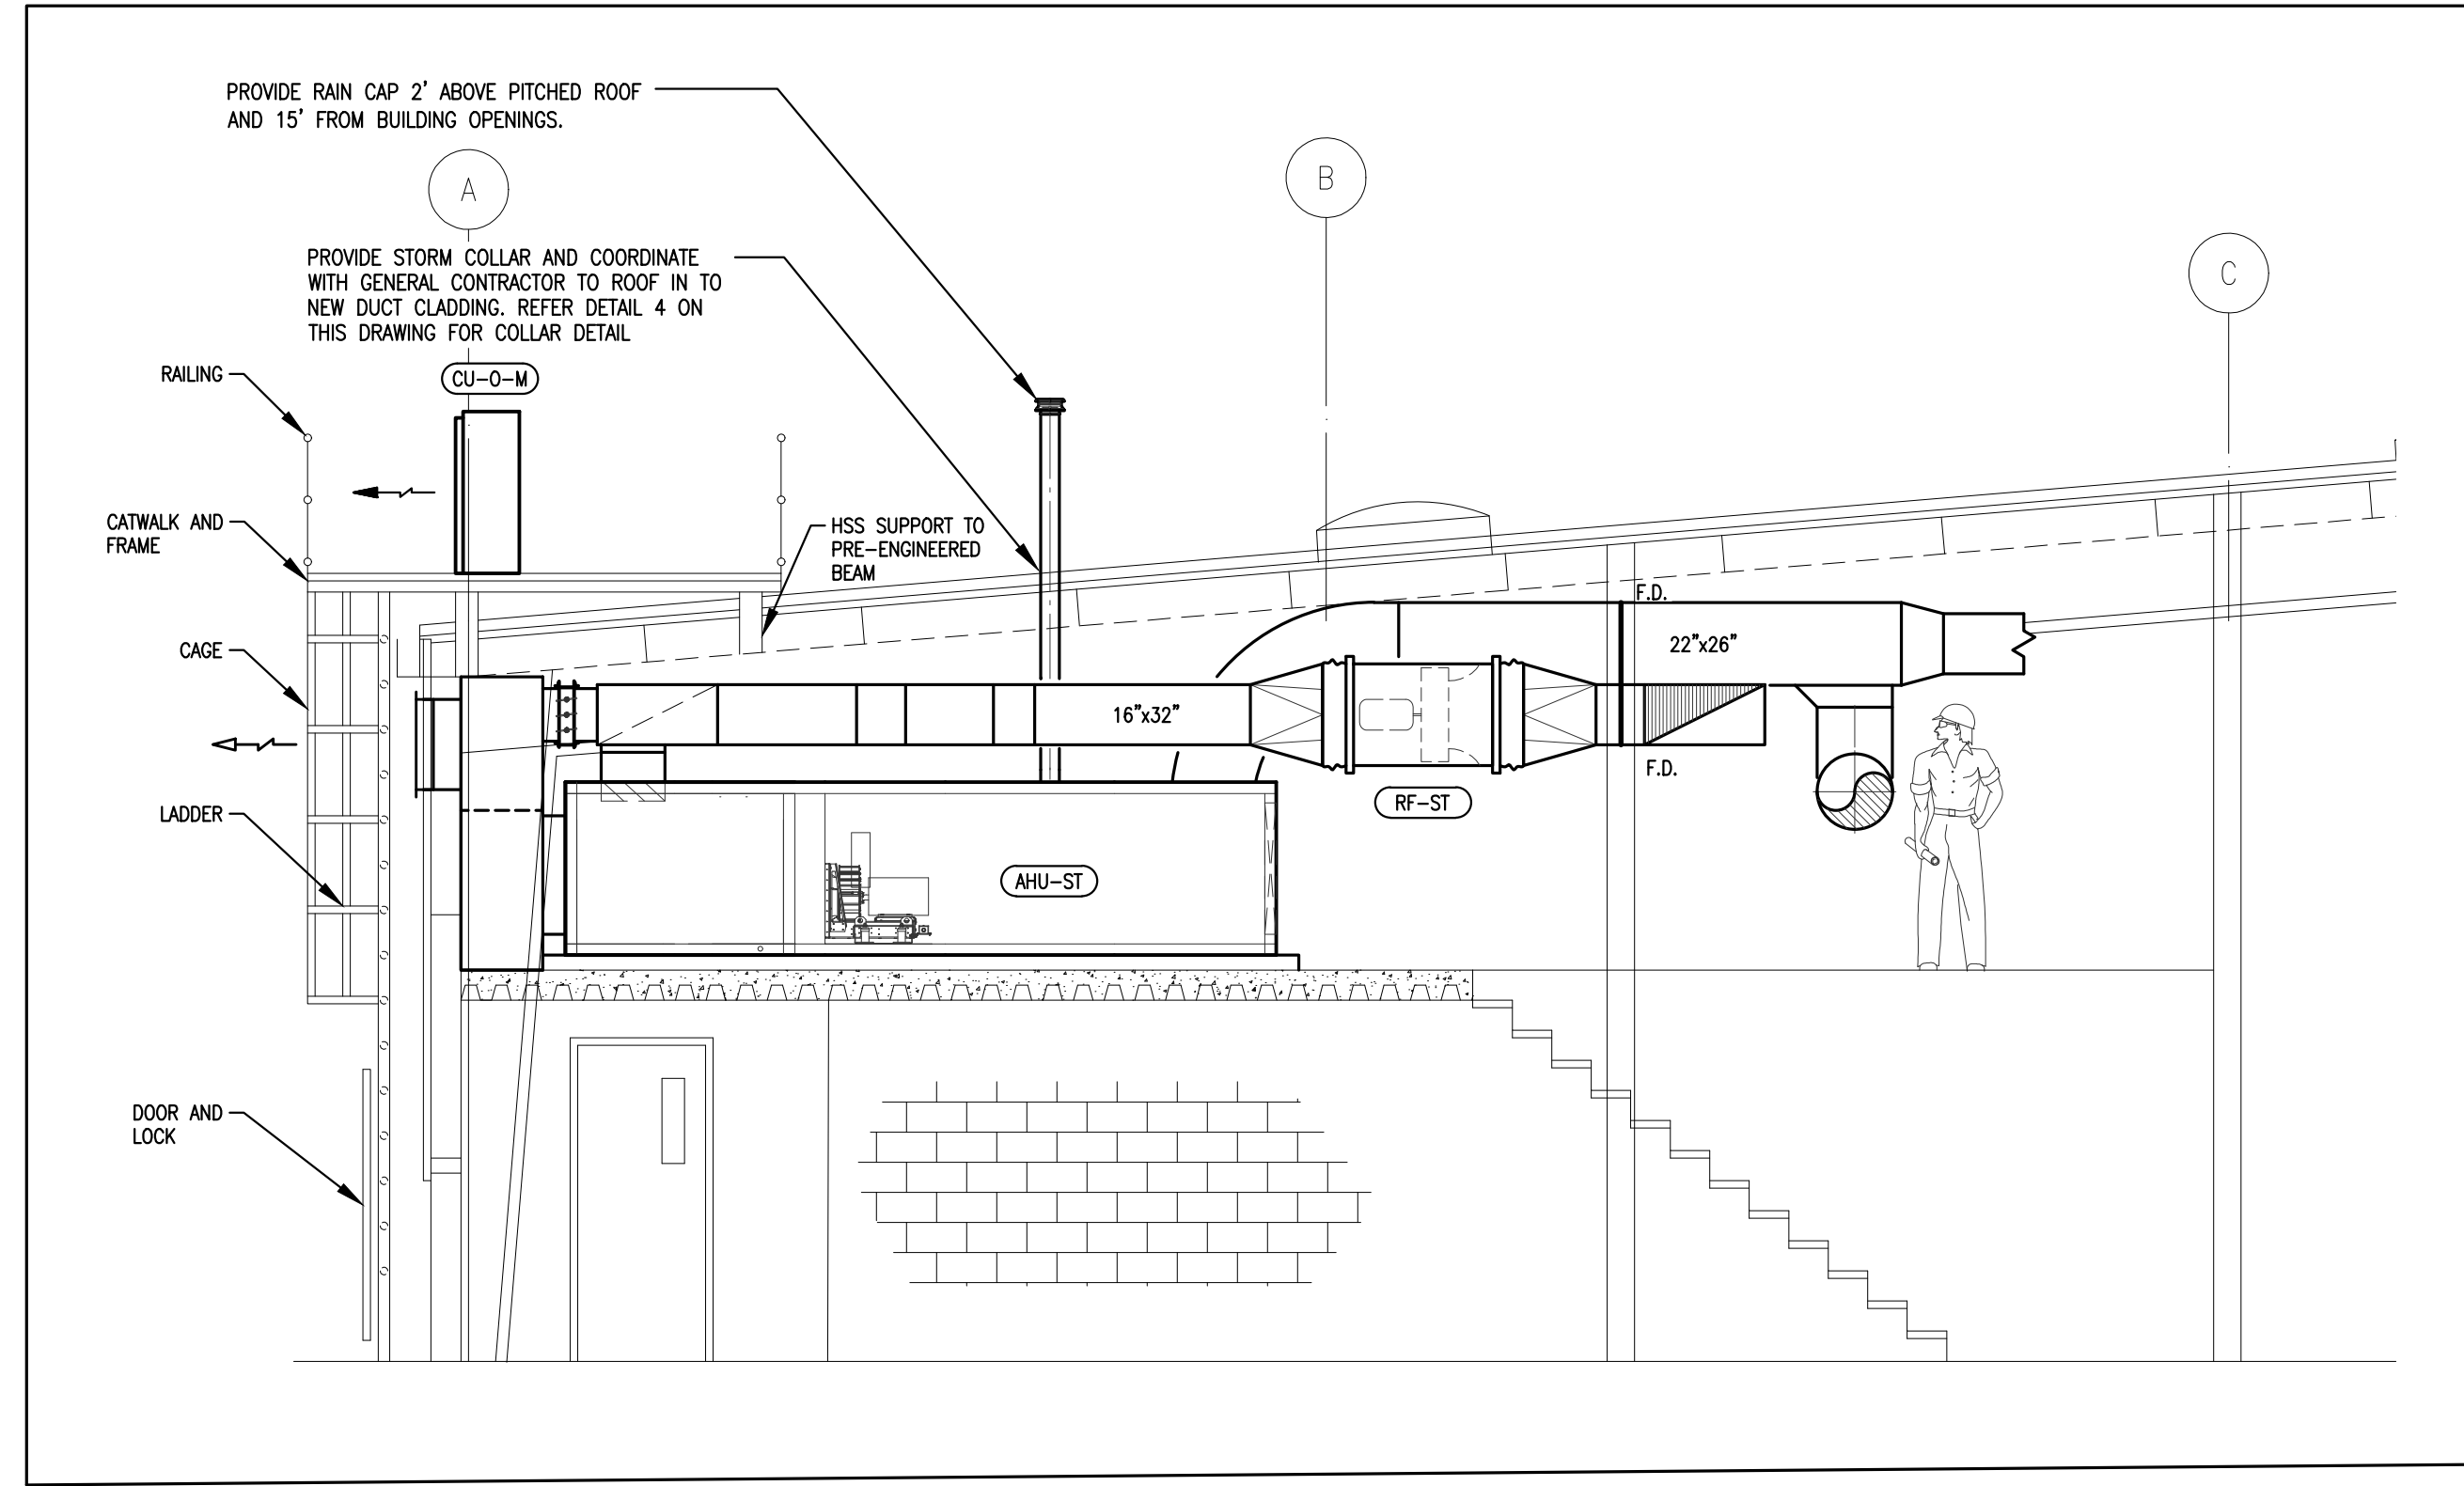 PROVIDE RAIN CAP 2' ABOVE PITCHED ROOF
AND 15' FROM BUILDING OPENINGS.
A
B
C
PROVIDE STORM COLLAR AND COORDINATE
WITH GENERAL CONTRACTOR TO ROOF IN TO
NEW DUCT CLADDING. REFER DETAIL 4 ON
THIS DRAWING FOR COLLAR DETAIL
RAILING
CU-O-M
CATWALK AND
FRAME
HSS SUPPORT TO
PRE-ENGINEERED
BEAM
F.D.
CAGE
22"x26"
16"x32"
F.D.
RF-ST
LADDER
AHU-ST
DOOR AND
LOCK